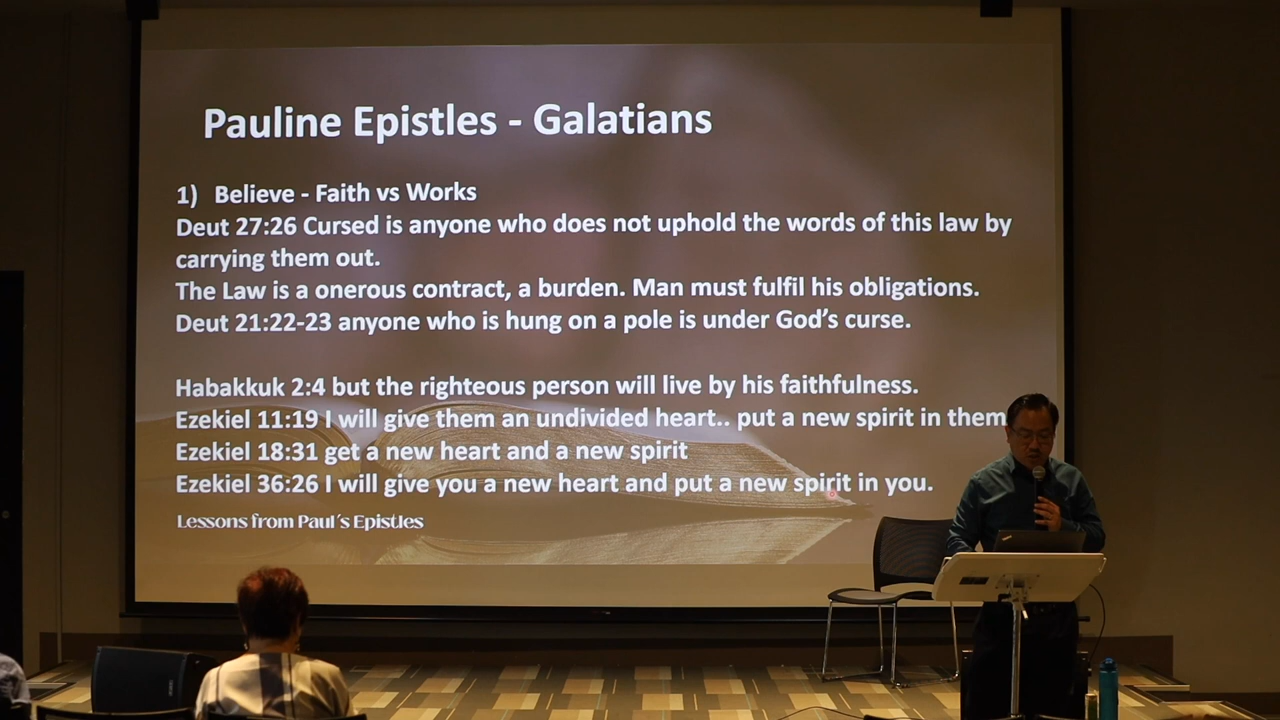 Pauline Epistles - Galatians
1) Believe - Faith vs Works
Deut 27:26 Cursed is anyone who does not uphold the words of this law by
carrying them out.
The Law is a onerous contract, a burden. Man must fulfil his obligations.
Deut 21:22-23 anyone who is hung on a pole is under God's curse.
Habakkuk 2:4 but the righteous person will live by his faithfulness.
Ezekiel 11:19 I will give them an undivided heart.. put a new spirit in them
Ezekiel 18:31 get a new heart and a new spirit
Ezekiel 36:26 I will give you a new heart and put a new spirit in you.
Lessons from Paul's Epistles